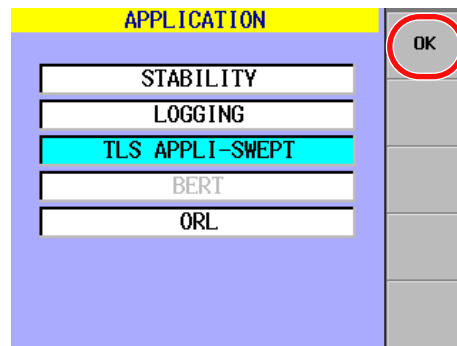 APPLICATION
OK
STABILITY
LOGGING
TLS APPLI-SWEPT
BERT
ORL